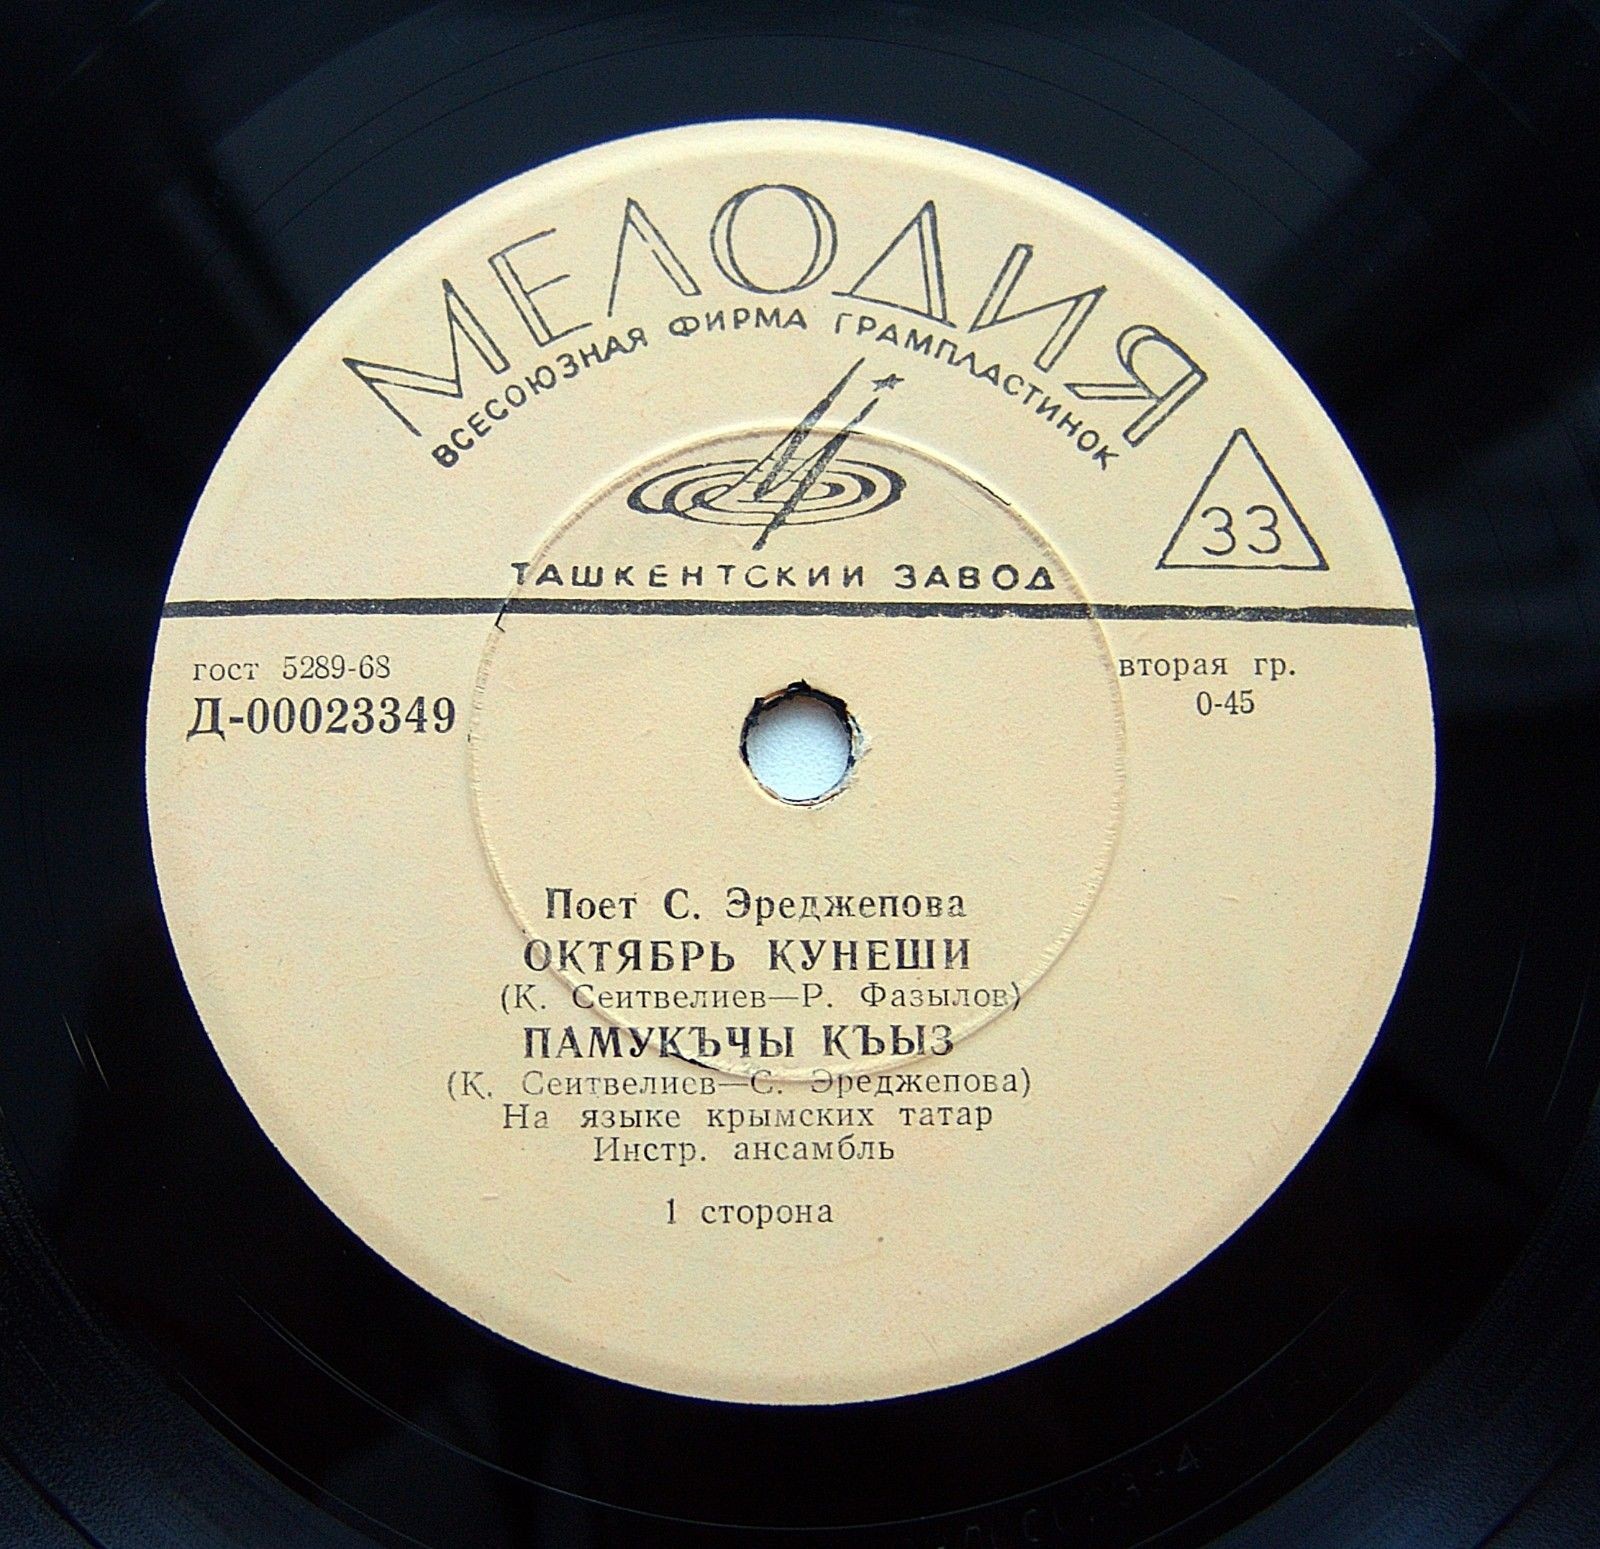 МЕЛОДИЯ
ВСЕСОЮЗНАЯ ФИРМА ГРАМПЛАСТИНОК
33
ТАШКЕНТСКИИ ЗАВОД
гост 5289-68
Д-00023349
вторая гр.
0-45
Поет С. Эреджепова
ОКТЯБРЬ КУНЕШИ
(К. Сеитвелиев—Р. Фазылов)
ПАМУКЪЧЫ КЪЫЗ
(К. Сеитвелиев—С. Эреджепова)
На языке крымских татар
Инстр. ансамбль
1 сторона